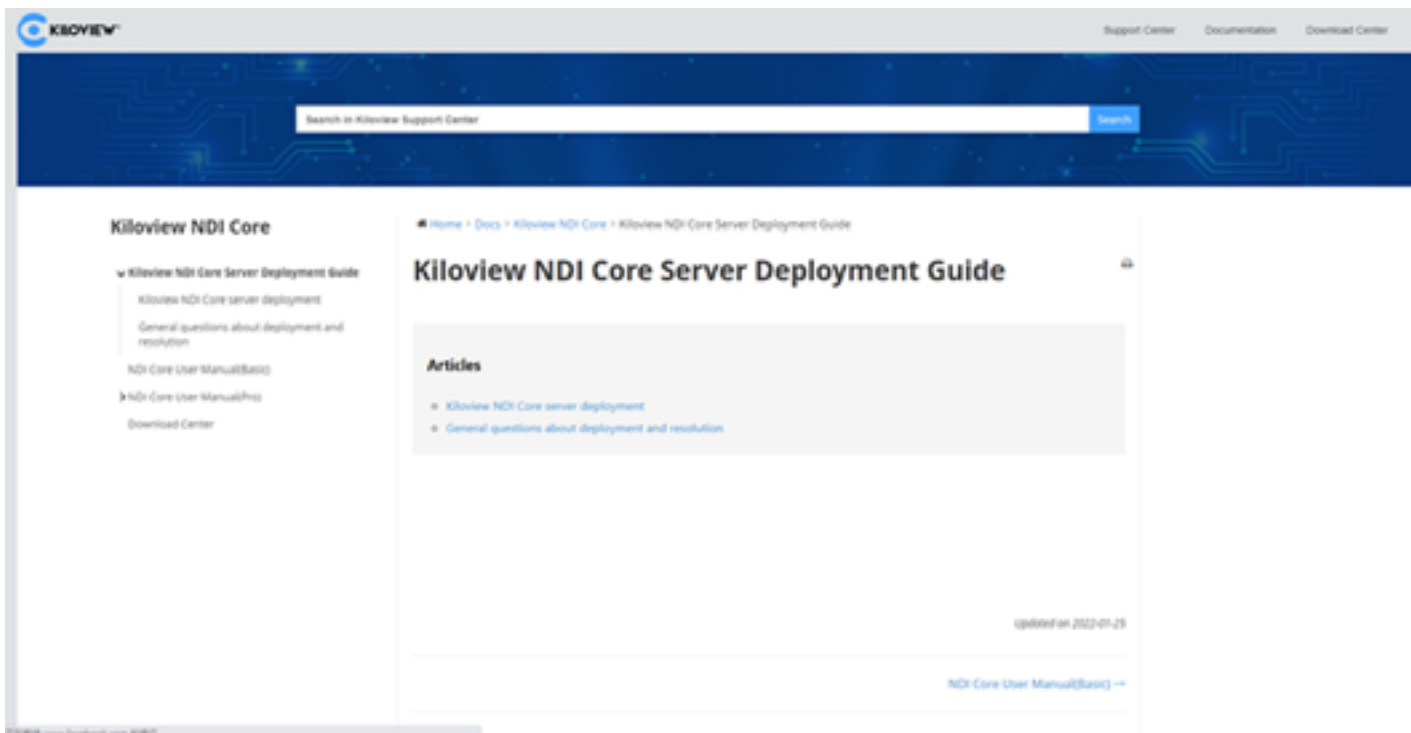 KILOVIEW
Support Center Documentation Download Center
Search in Kiloview Support Center Search
Kiloview NDI Core
Kiloview NDI Core Server Deployment Guide
Kiloview NDI Core server deployment
General questions about deployment and
resolution
NDI Core User Manual(Basic)
NDI Core User Manual(Pro)
Download Center
Home › Docs › Kiloview NDI Core › Kiloview NDI Core Server Deployment Guide
Kiloview NDI Core Server Deployment Guide
Articles
Kiloview NDI Core server deployment
General questions about deployment and resolution
Updated on 2022-01-25
NDI Core User Manual(Basic) →